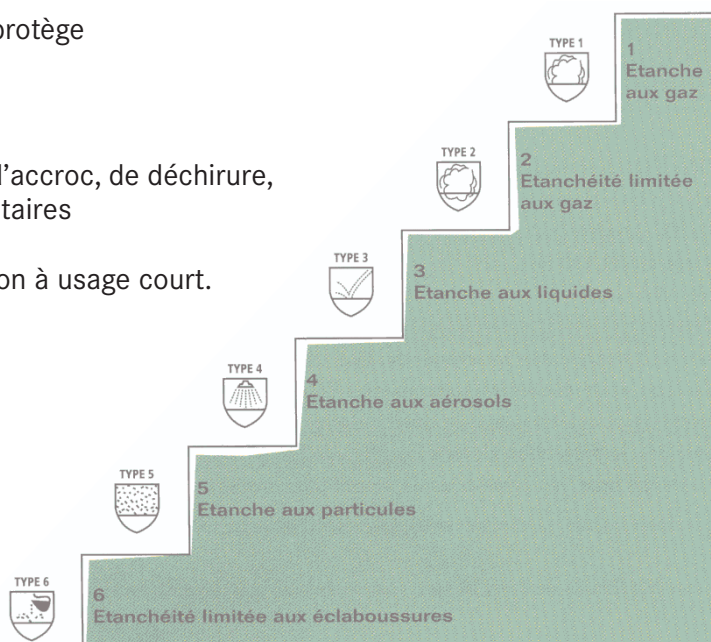 protège
l'accroc, de déchirure,
taires
on à usage court.
TYPE 1
1
Etanche
aux gaz
TYPE 2
2
Etanchéité limitée
aux gaz
TYPE 3
3
Etanche aux liquides
TYPE 4
4
Etanche aux aérosols
TYPE 5
5
Etanche aux particules
TYPE 6
6
Etanchéité limitée aux éclaboussures